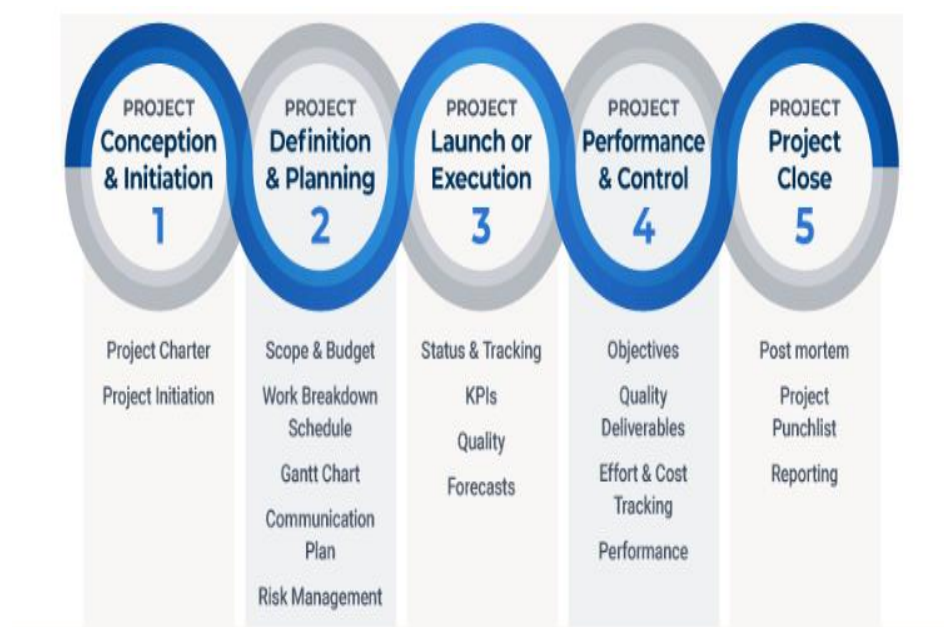 PROJECT
Conception
& Initiation
1
Project Charter
Project Initiation
PROJECT
Definition
& Planning
2
Scope & Budget
Work Breakdown
Schedule
Gantt Chart
Communication
Plan
Risk Management
PROJECT
Launch or
Execution
3
Status & Tracking
KPIs
Quality
Forecasts
PROJECT
Performance
& Control
4
Objectives
Quality
Deliverables
Effort & Cost
Tracking
Performance
PROJECT
Project
Close
5
Post mortem
Project
Punchlist
Reporting